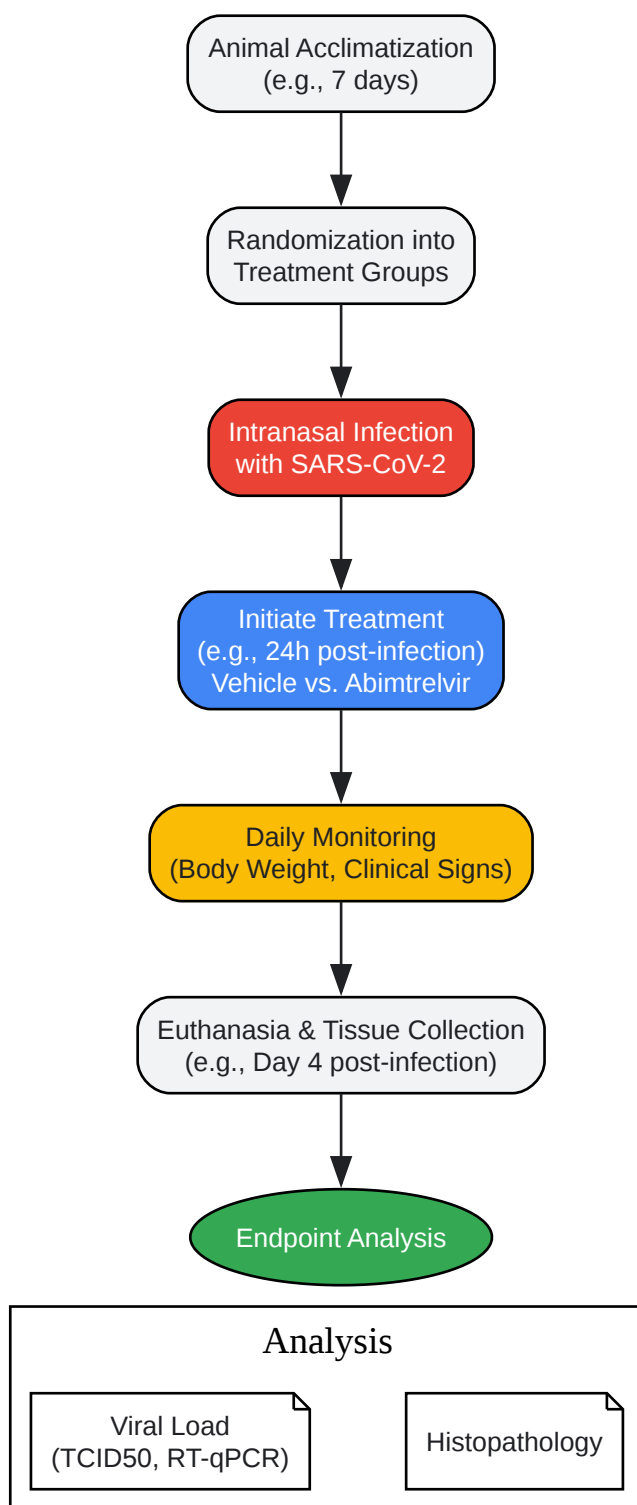 Animal Acclimatization
(e.g., 7 days)
Randomization into
Treatment Groups
Intranasal Infection
with SARS-CoV-2
Initiate Treatment
(e.g., 24h post-infection)
Vehicle vs. Abimtrelvir
Daily Monitoring
(Body Weight, Clinical Signs)
Euthanasia & Tissue Collection
(e.g., Day 4 post-infection)
Endpoint Analysis
Analysis
Viral Load
(TCID50, RT-qPCR)
Histopathology